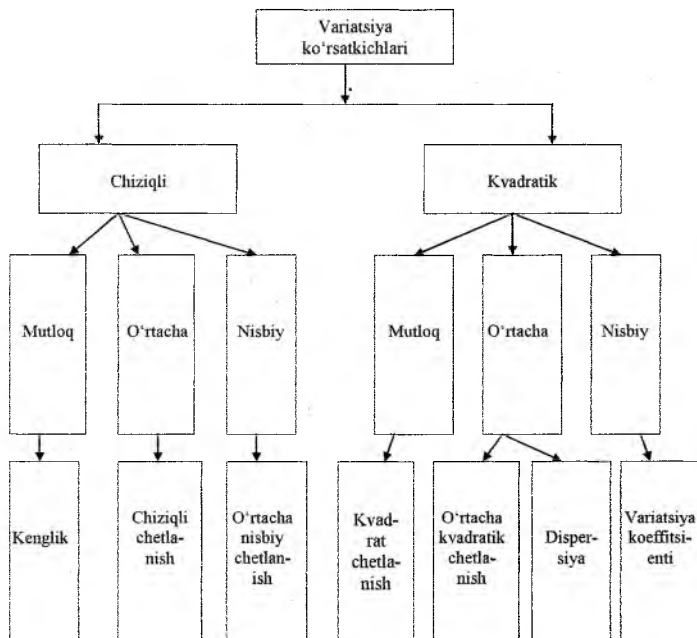 Variatsiya
ko‘rsatkichlari
Chiziqli
Kvadratik
Mutloq
O‘rtacha
Nisbiy
Mutloq
O‘rtacha
Nisbiy
Kenglik
Chiziqli
chetla-
nish
O‘rtacha
nisbiy
chetlan-
ish
Kvad-
rat
chetla-
nish
O‘rtacha
kvadratik
chetla-
nish
Disper-
siya
Variatsiya
koeffitsi-
enti